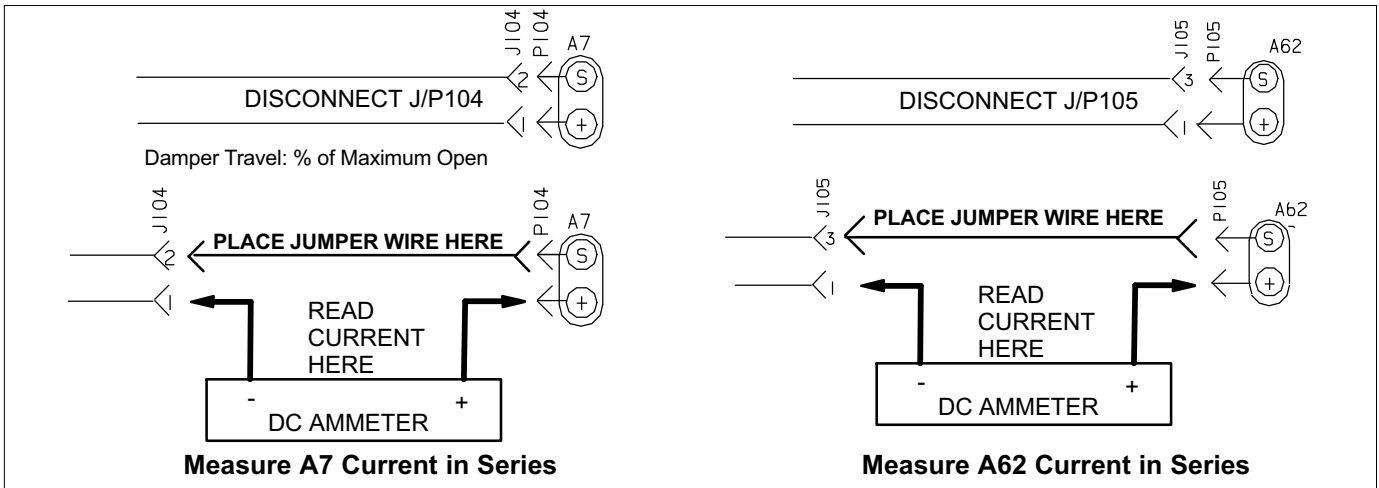 J104
P104
A7
2
S
DISCONNECT J/P104
1
+
Damper Travel: % of Maximum Open
J104
P104
A7
PLACE JUMPER WIRE HERE
2
S
1
+
READ
CURRENT
HERE
-
+
DC AMMETER
Measure A7 Current in Series
J105
P105
A62
3
S
DISCONNECT J/P105
1
+
J105
P105
A62
PLACE JUMPER WIRE HERE
3
S
1
+
READ
CURRENT
HERE
-
+
DC AMMETER
Measure A62 Current in Series